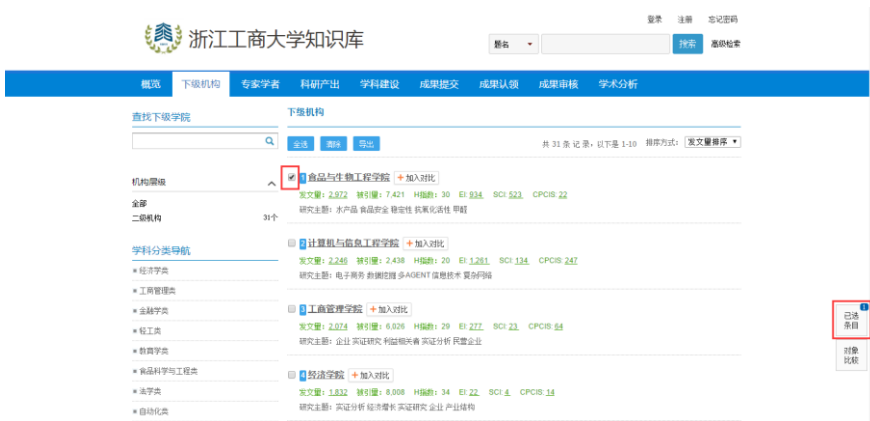 登录 注册 忘记密码
浙江工商大学知识库
题名 搜索 高级检索
概览 下级机构 专家学者 科研产出 学科建设 成果提交 成果认领 成果审核 学术分析
查找下级学院
机构层级
全部
二级机构 31个
学科分类导航
经济学类
工商管理类
金融学类
轻工类
教育学类
食品科学与工程类
法学类
自动化类
下级机构
全选 清除 导出 共 31 条 记 录，以下是 1-10 排序方式： 发文量排序
1 食品与生物工程学院 +加入对比
发文量：2,972 被引量：7,421 H指数：30 EI:934 SCI:523 CPCIS:22
研究主题：水产品 食品安全 稳定性 抗氧化活性 甲醛
2 计算机与信息工程学院 +加入对比
发文量：2,246 被引量：2,438 H指数：20 EI:1,261 SCI:134 CPCIS:247
研究主题：电子商务 数据挖掘 多AGENT 信息技术 复杂网络
3 工商管理学院 +加入对比
发文量：2,074 被引量：6,026 H指数：29 EI:277 SCI:23 CPCIS:64
研究主题：企业 实证研究 利益相关者 实证分析 民营企业
4 经济学院 +加入对比
发文量：1,832 被引量：8,008 H指数：34 EI:22 SCI:4 CPCIS:14
研究主题：实证分析 经济增长 实证研究 企业 产业结构
1
已选
条目
对象
比较